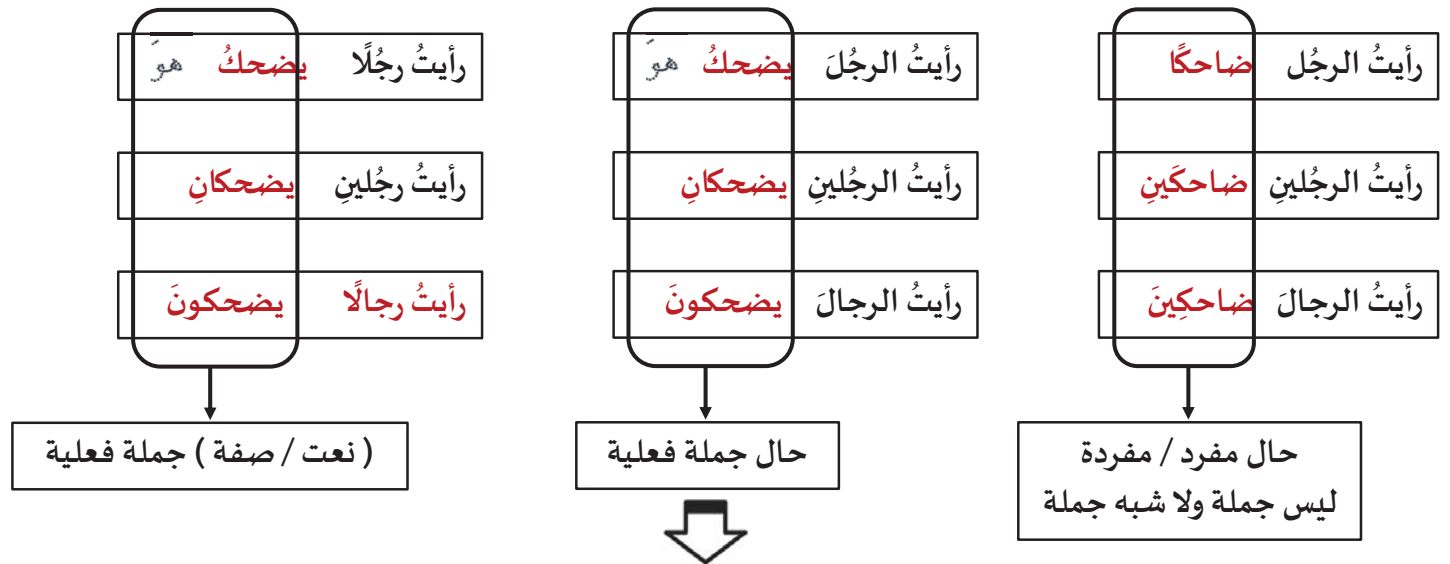 رأيتُ الرجُل ضاحكًا
رأيتُ الرجُلينِ ضاحكَينِ
رأيتُ الرجالَ ضاحكِينَ
حال مفرد / مفردة
ليس جملة ولا شبه جملة
رأيتُ الرجُلَ يضحكُ هوَ
رأيتُ الرجُلينِ يضحكانِ
رأيتُ الرجالَ يضحكونَ
حال جملة فعلية
رأيتُ رجُلًا يضحكُ هوَ
رأيتُ رجُلينِ يضحكانِ
رأيتُ رجالًا يضحكونَ
( نعت / صفة ) جملة فعلية